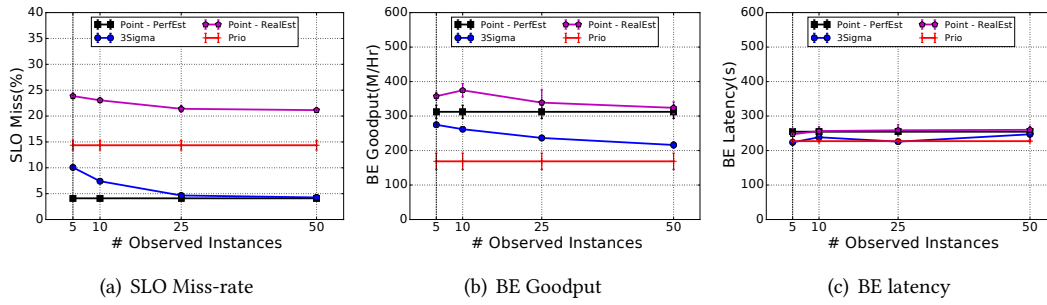 Point - PerfEst
Point - RealEst
3Sigma
Prio
SLO Miss(%)
40
35
30
25
20
15
10
5
0
5
10
25
50
# Observed Instances
(a) SLO Miss-rate
Point - PerfEst
Point - RealEst
3Sigma
Prio
BE Goodput(M/Hr)
600
500
400
300
200
100
0
5
10
25
50
# Observed Instances
(b) BE Goodput
Point - PerfEst
Point - RealEst
3Sigma
Prio
BE Latency(s)
600
500
400
300
200
100
0
5
10
25
50
# Observed Instances
(c) BE latency